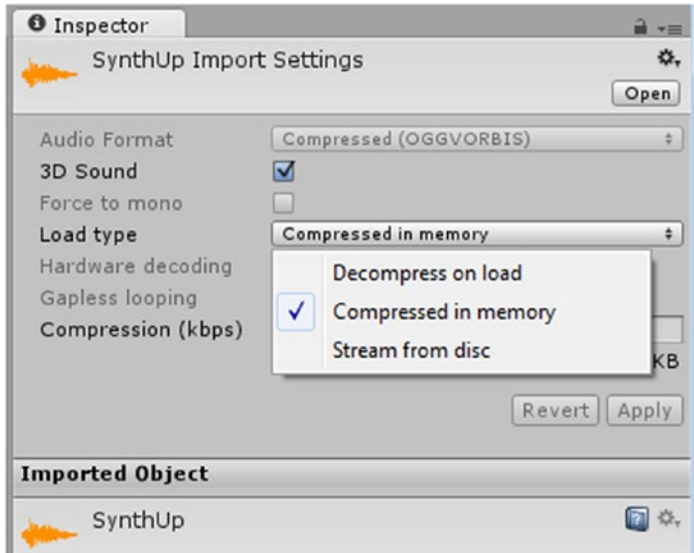 Inspector
SynthUp Import Settings
Open
Audio Format Compressed (OGGVORBIS)
3D Sound
Force to mono
Load type Compressed in memory
Hardware decoding Decompress on load
Gapless looping Compressed in memory
Compression (kbps) Stream from disc
KB
Revert Apply
Imported Object
SynthUp